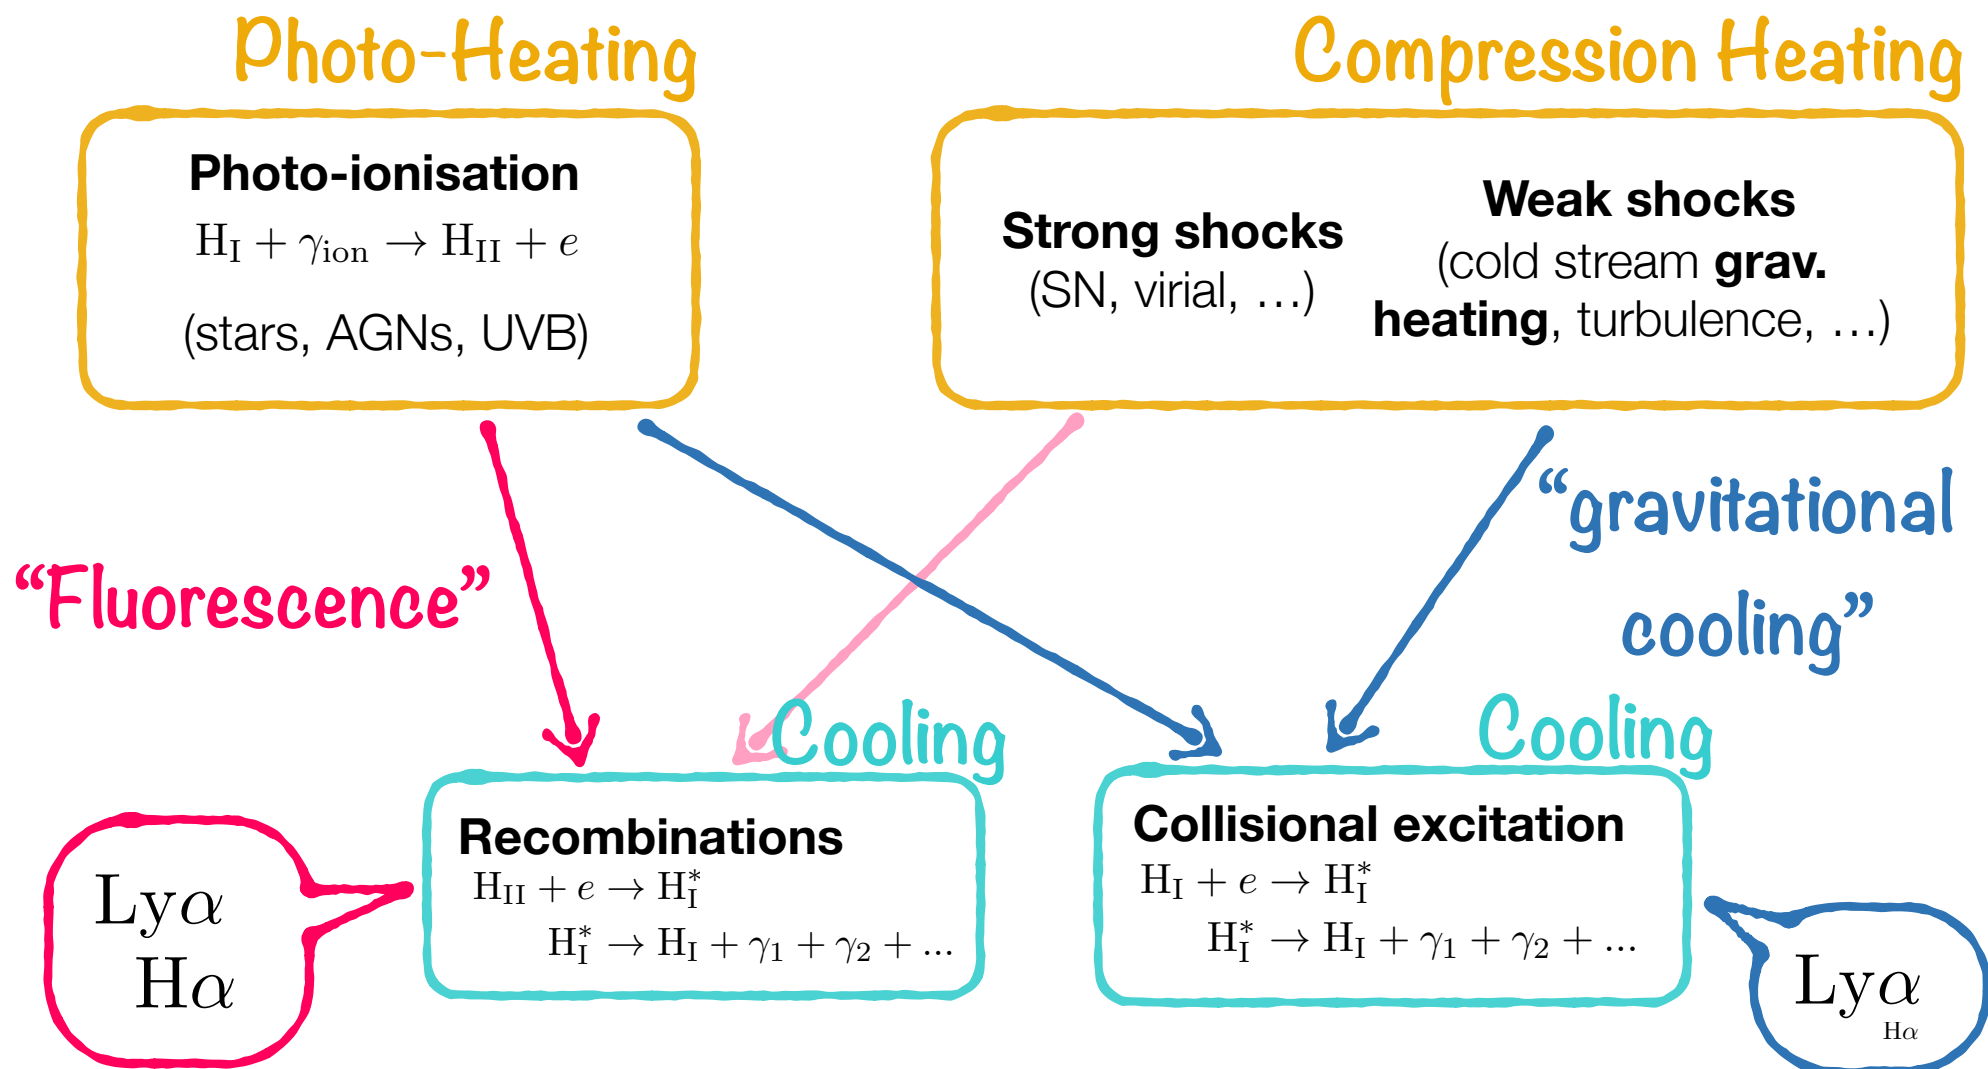 Photo-Heating
Compression Heating
Photo-ionisation
H_I + γ_ion → H_II + e
(stars, AGNs, UVB)
Strong shocks
(SN, virial, …)
Weak shocks
(cold stream grav.
heating, turbulence, …)
“Fluorescence”
“gravitational
cooling”
Cooling
Cooling
Recombinations
H_II + e → H_I^*
H_I^* → H_I + γ_1 + γ_2 + ...
Collisional excitation
H_I + e → H_I^*
H_I^* → H_I + γ_1 + γ_2 + ...
Lyα
Hα
Lyα
Hα